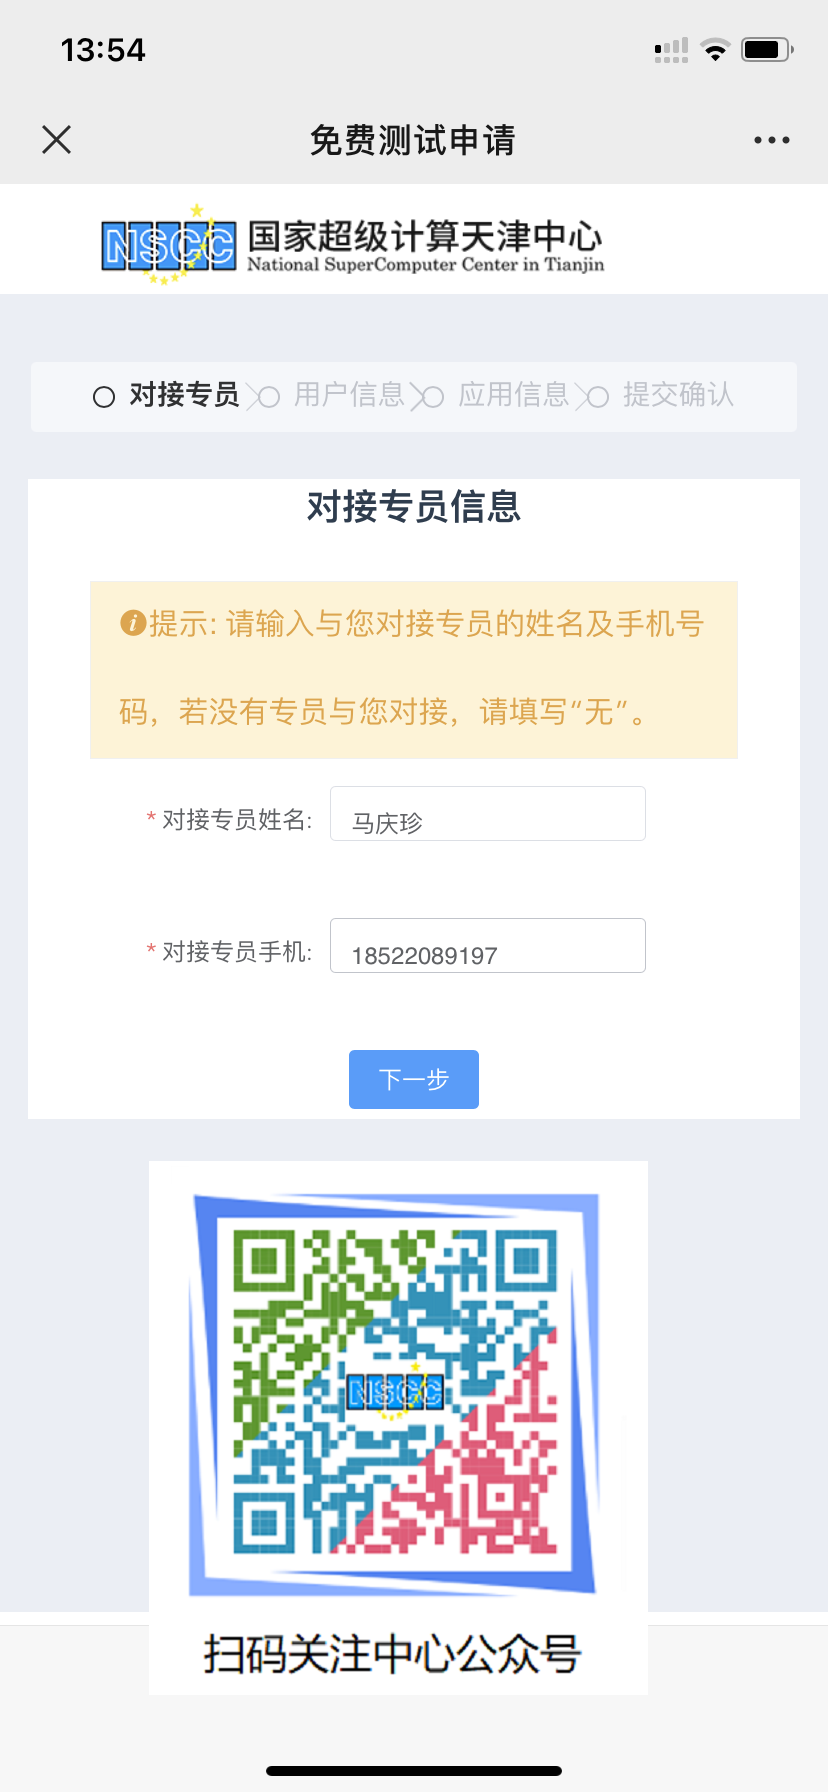 13:54
免费测试申请
NSCC 国家超级计算天津中心
National SuperComputer Center in Tianjin
对接专员 用户信息 应用信息 提交确认
对接专员信息
提示: 请输入与您对接专员的姓名及手机号
码，若没有专员与您对接，请填写“无”。
* 对接专员姓名: 马庆珍
* 对接专员手机: 18522089197
下一步
NSCC
扫码关注中心公众号